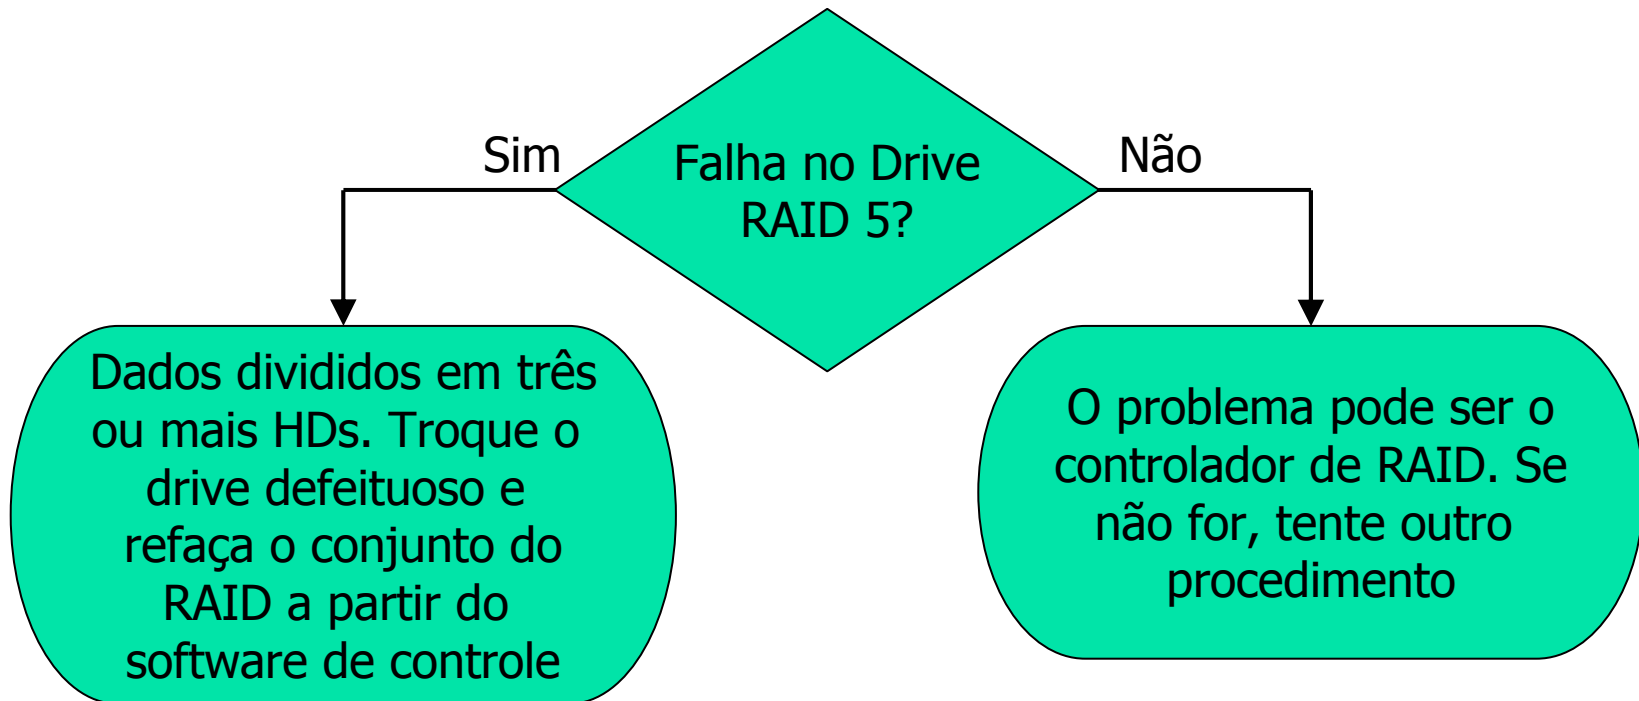 Falha no Drive
RAID 5?
Sim
Não
Dados divididos em três
ou mais HDs. Troque o
drive defeituoso e
refaça o conjunto do
RAID a partir do
software de controle
O problema pode ser o
controlador de RAID. Se
não for, tente outro
procedimento